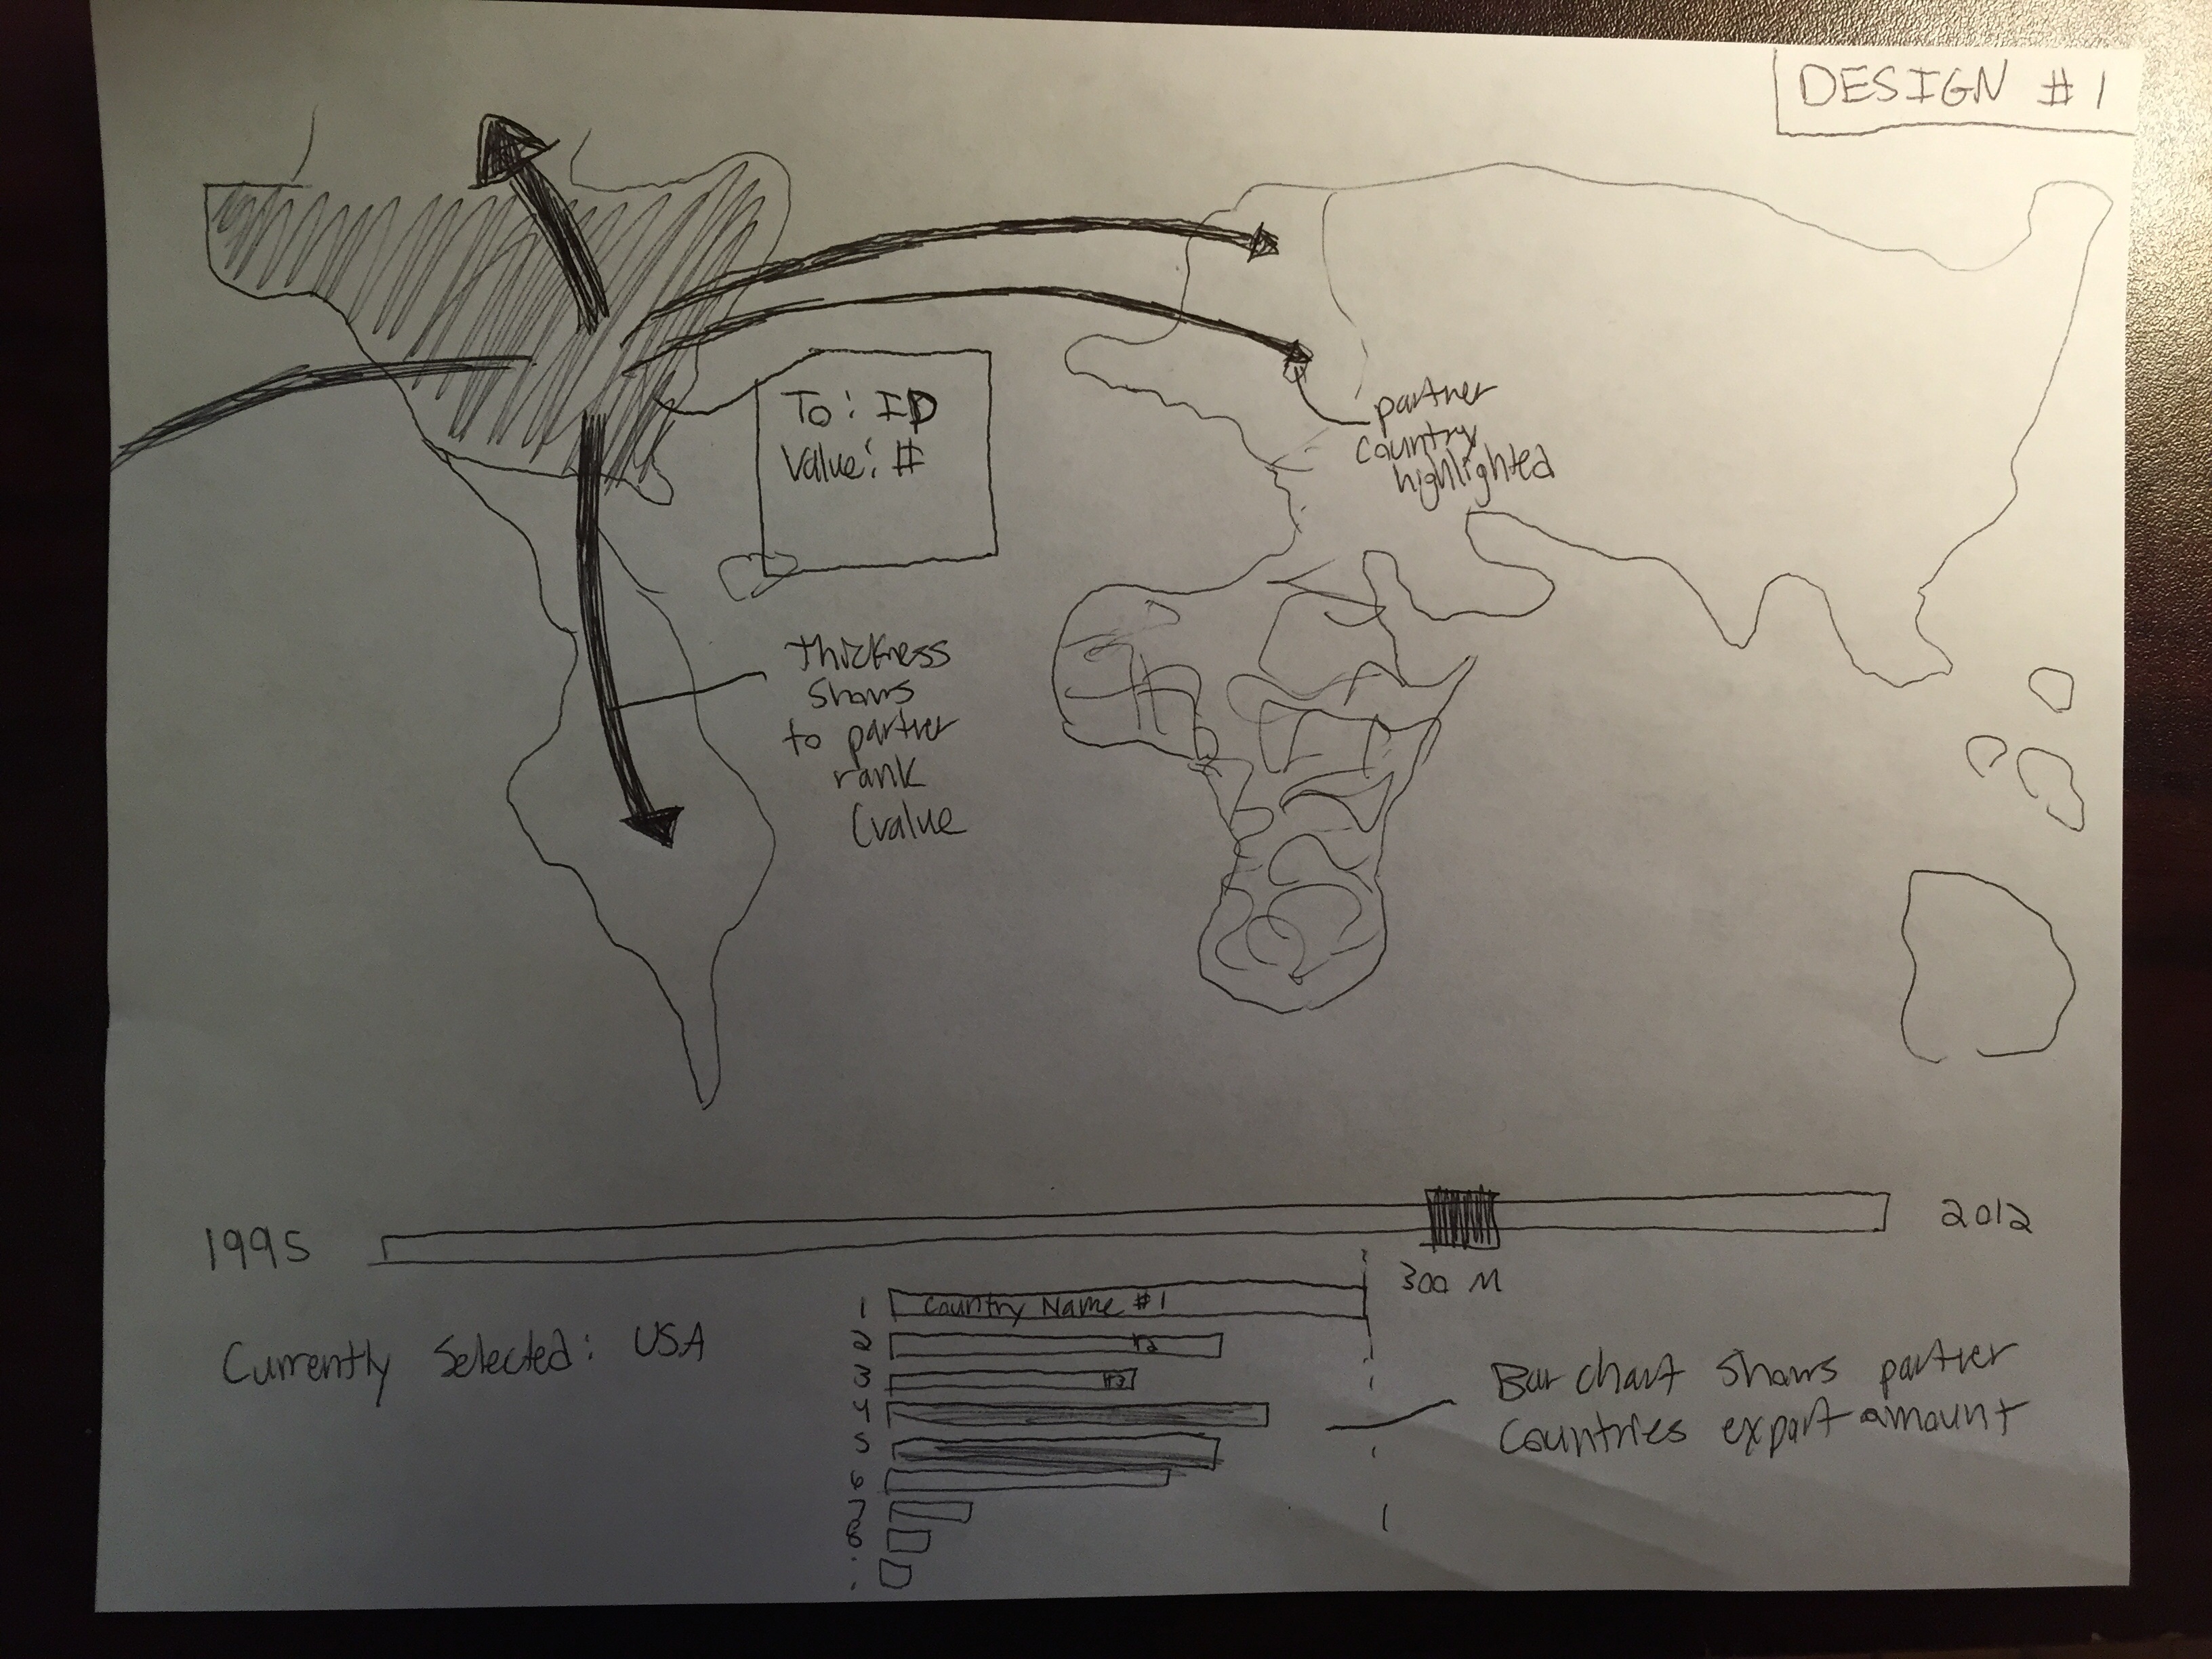 DESIGN # 1
To: ID
Value: #
partner
country
highlighted
thickness
shows
to partner
rank
(value
1995
2012
300 M
1 Country Name #1
2 #2
3 #3
4
5
6
7
8
Currently Selected: USA
Bar chart shows partner
Countries export amount